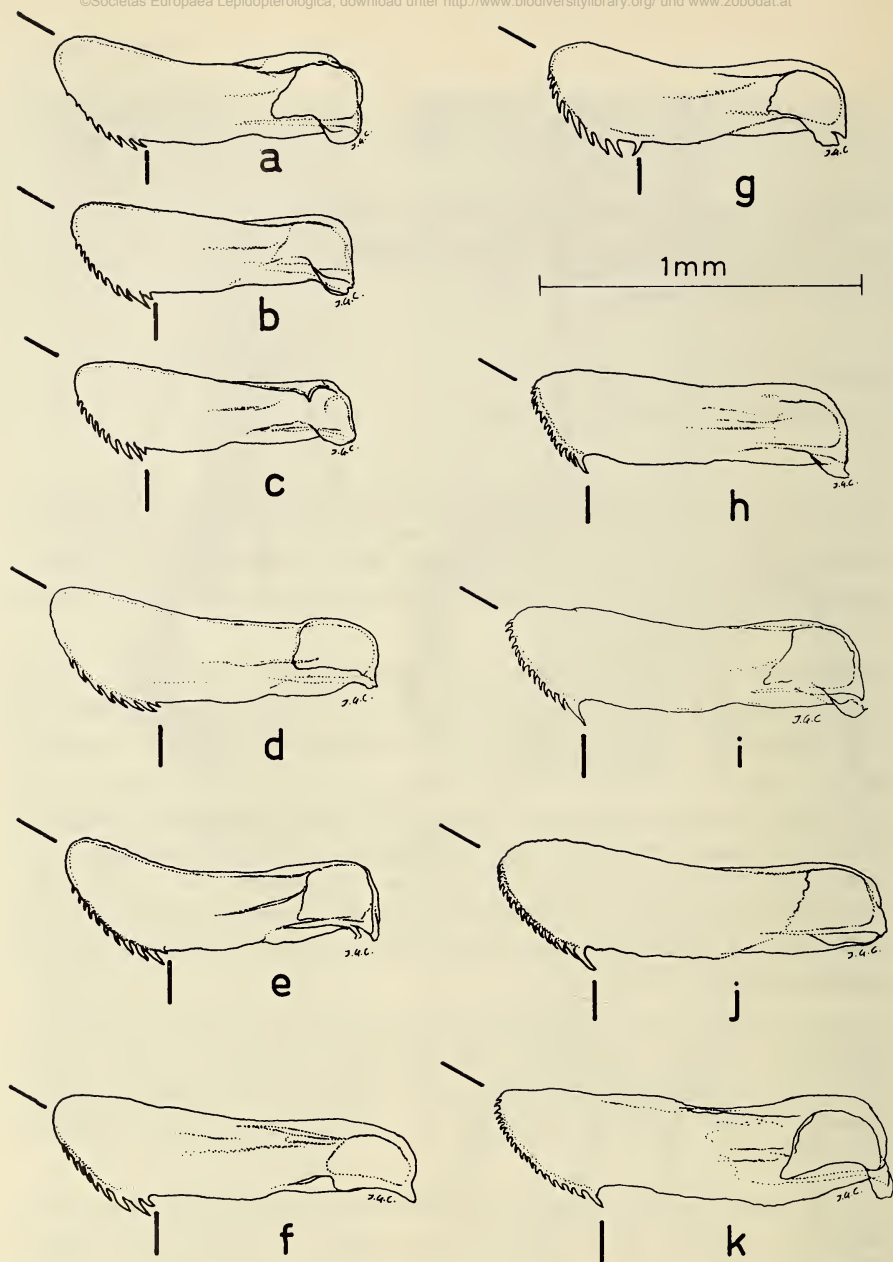 ©Societas Europaea Lepidopterologica; download unter http://www.biodiversitylibrary.org/ und www.zobodat.at
J.G.C.
a
J.G.C.
b
J.G.C.
c
J.G.C.
d
J.G.C.
e
J.G.C.
f
J.G.C
g
1mm
J.G.C.
h
J.G.C
i
J.G.C.
j
J.G.C
k